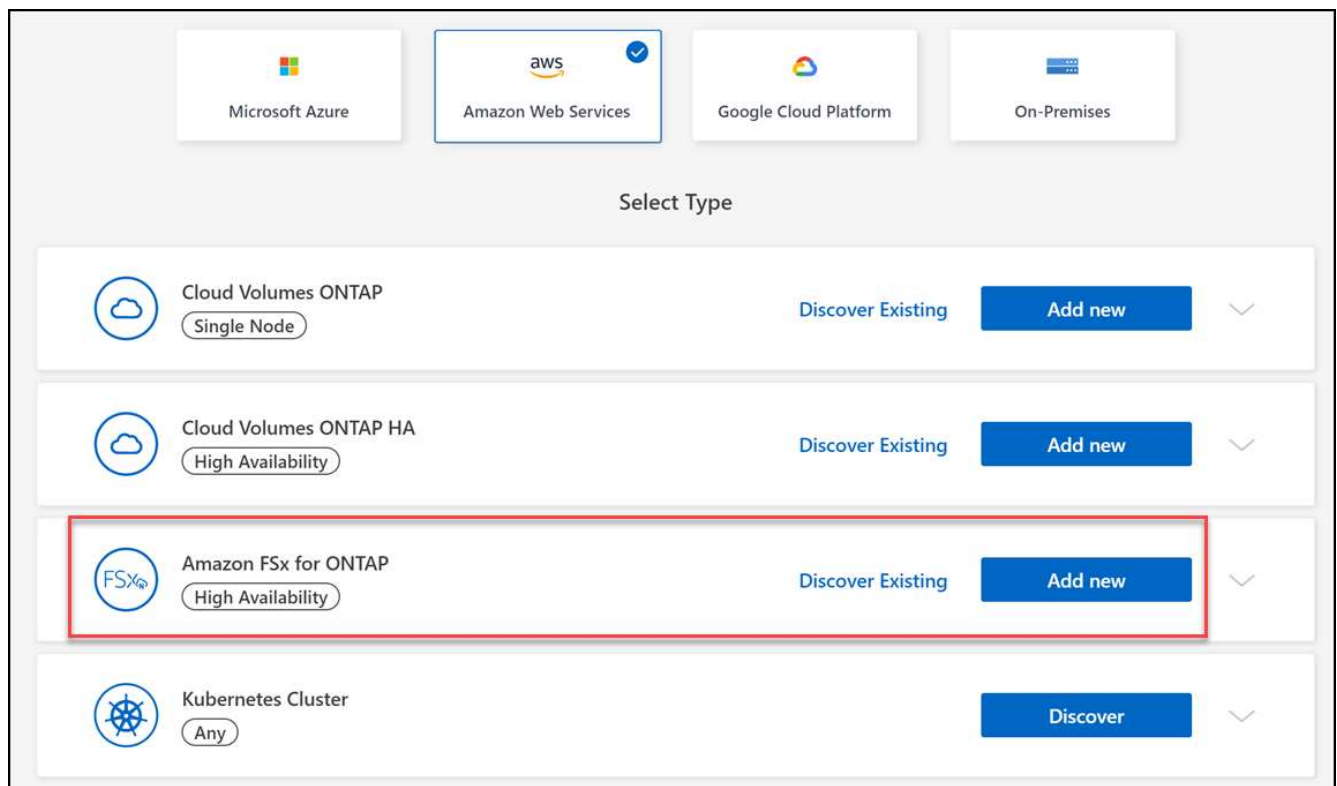 aws
Microsoft Azure
Amazon Web Services
Google Cloud Platform
On-Premises
Select Type
Cloud Volumes ONTAP
Single Node
Discover Existing
Add new
Cloud Volumes ONTAP HA
High Availability
Discover Existing
Add new
FSx
Amazon FSx for ONTAP
High Availability
Discover Existing
Add new
Kubernetes Cluster
Any
Discover